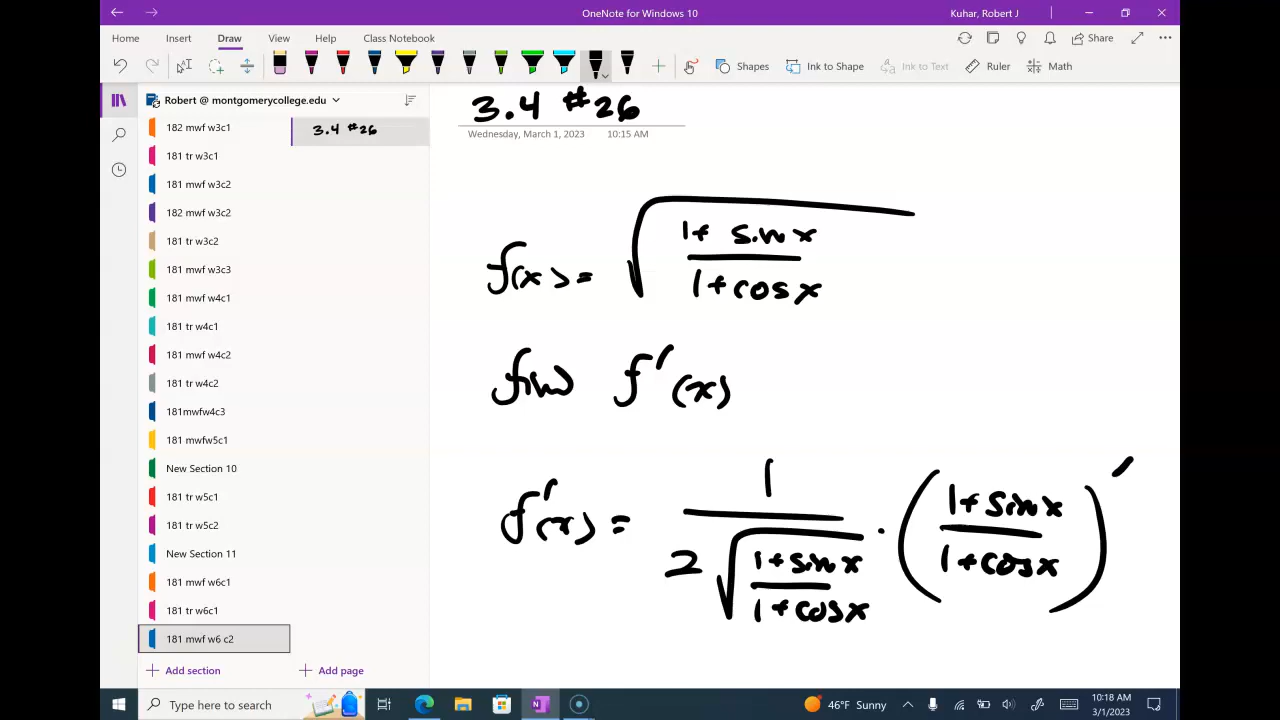 OneNote for Windows 10
Kuhar, Robert J
Home Insert Draw View Help Class Notebook
Share
Shapes Ink to Shape Ink to Text Ruler Math
Robert @ montgomerycollege.edu
182 mwf w3c1
181 tr w3c1
181 mwf w3c2
182 mwf w3c2
181 tr w3c2
181 mwf w3c3
181 mwf w4c1
181 tr w4c1
181 mwf w4c2
181 tr w4c2
181mwfw4c3
181 mwfw5c1
New Section 10
181 tr w5c1
181 tr w5c2
New Section 11
181 mwf w6c1
181 tr w6c1
181 mwf w6 c2
Add section
3.4 #26
Add page
3.4 #26
Wednesday, March 1, 2023 10:15 AM
f(x) = √((1+ sin x)/(1+cosx))
find f'(x)
f'(x) = 1/(2√((1+sin x)/(1+cosx))) · ((1+sin x)/(1+cosx))'
Type here to search
46°F Sunny
10:18 AM
3/1/2023